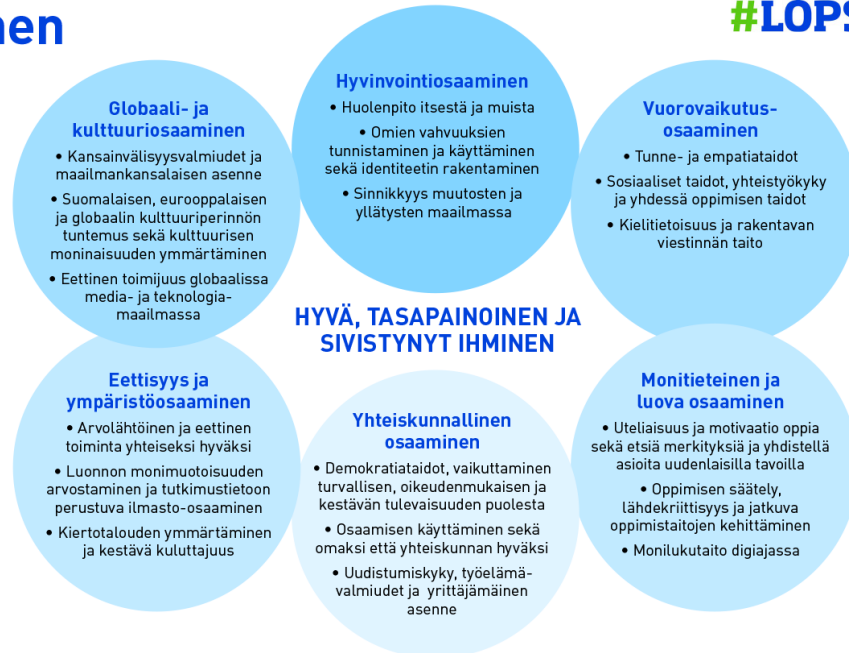 nen
#LOPS
Hyvinvointiosaaminen
• Huolenpito itsestä ja muista
• Omien vahvuuksien
tunnistaminen ja käyttäminen
sekä identiteetin rakentaminen
• Sinnikkyys muutosten ja
yllätysten maailmassa
Globaali- ja
kulttuuriosaaminen
• Kansainvälisyysvalmiudet ja
maailmankansalaisen asenne
• Suomalaisen, eurooppalaisen
ja globaalin kulttuuriperinnön
tuntemus sekä kulttuurisen
moninaisuuden ymmärtäminen
• Eettinen toimijuus globaalissa
media- ja teknologia-
maailmassa
Vuorovaikutus-
osaaminen
• Tunne- ja empatiataidot
• Sosiaaliset taidot, yhteistyökyky
ja yhdessä oppimisen taidot
• Kielitietoisuus ja rakentavan
viestinnän taito
HYVÄ, TASAPAINOINEN JA
SIVISTYNYT IHMINEN
Eettisyys ja
ympäristöosaaminen
• Arvolähtöinen ja eettinen
toiminta yhteiseksi hyväksi
• Luonnon monimuotoisuuden
arvostaminen ja tutkimustietoon
perustuva ilmasto-osaaminen
• Kiertotalouden ymmärtäminen
ja kestävä kuluttajuus
Yhteiskunnallinen
osaaminen
• Demokratiataidot, vaikuttaminen
turvallisen, oikeudenmukaisen ja
kestävän tulevaisuuden puolesta
• Osaamisen käyttäminen sekä
omaksi että yhteiskunnan hyväksi
• Uudistumiskyky, työelämä-
valmiudet ja yrittäjämäinen
asenne
Monitieteinen ja
luova osaaminen
• Uteliaisuus ja motivaatio oppia
sekä etsiä merkityksiä ja yhdistellä
asioita uudenlaisilla tavoilla
• Oppimisen säätely,
lähdekriittisyys ja jatkuva
oppimistaitojen kehittäminen
• Monilukutaito digiajassa